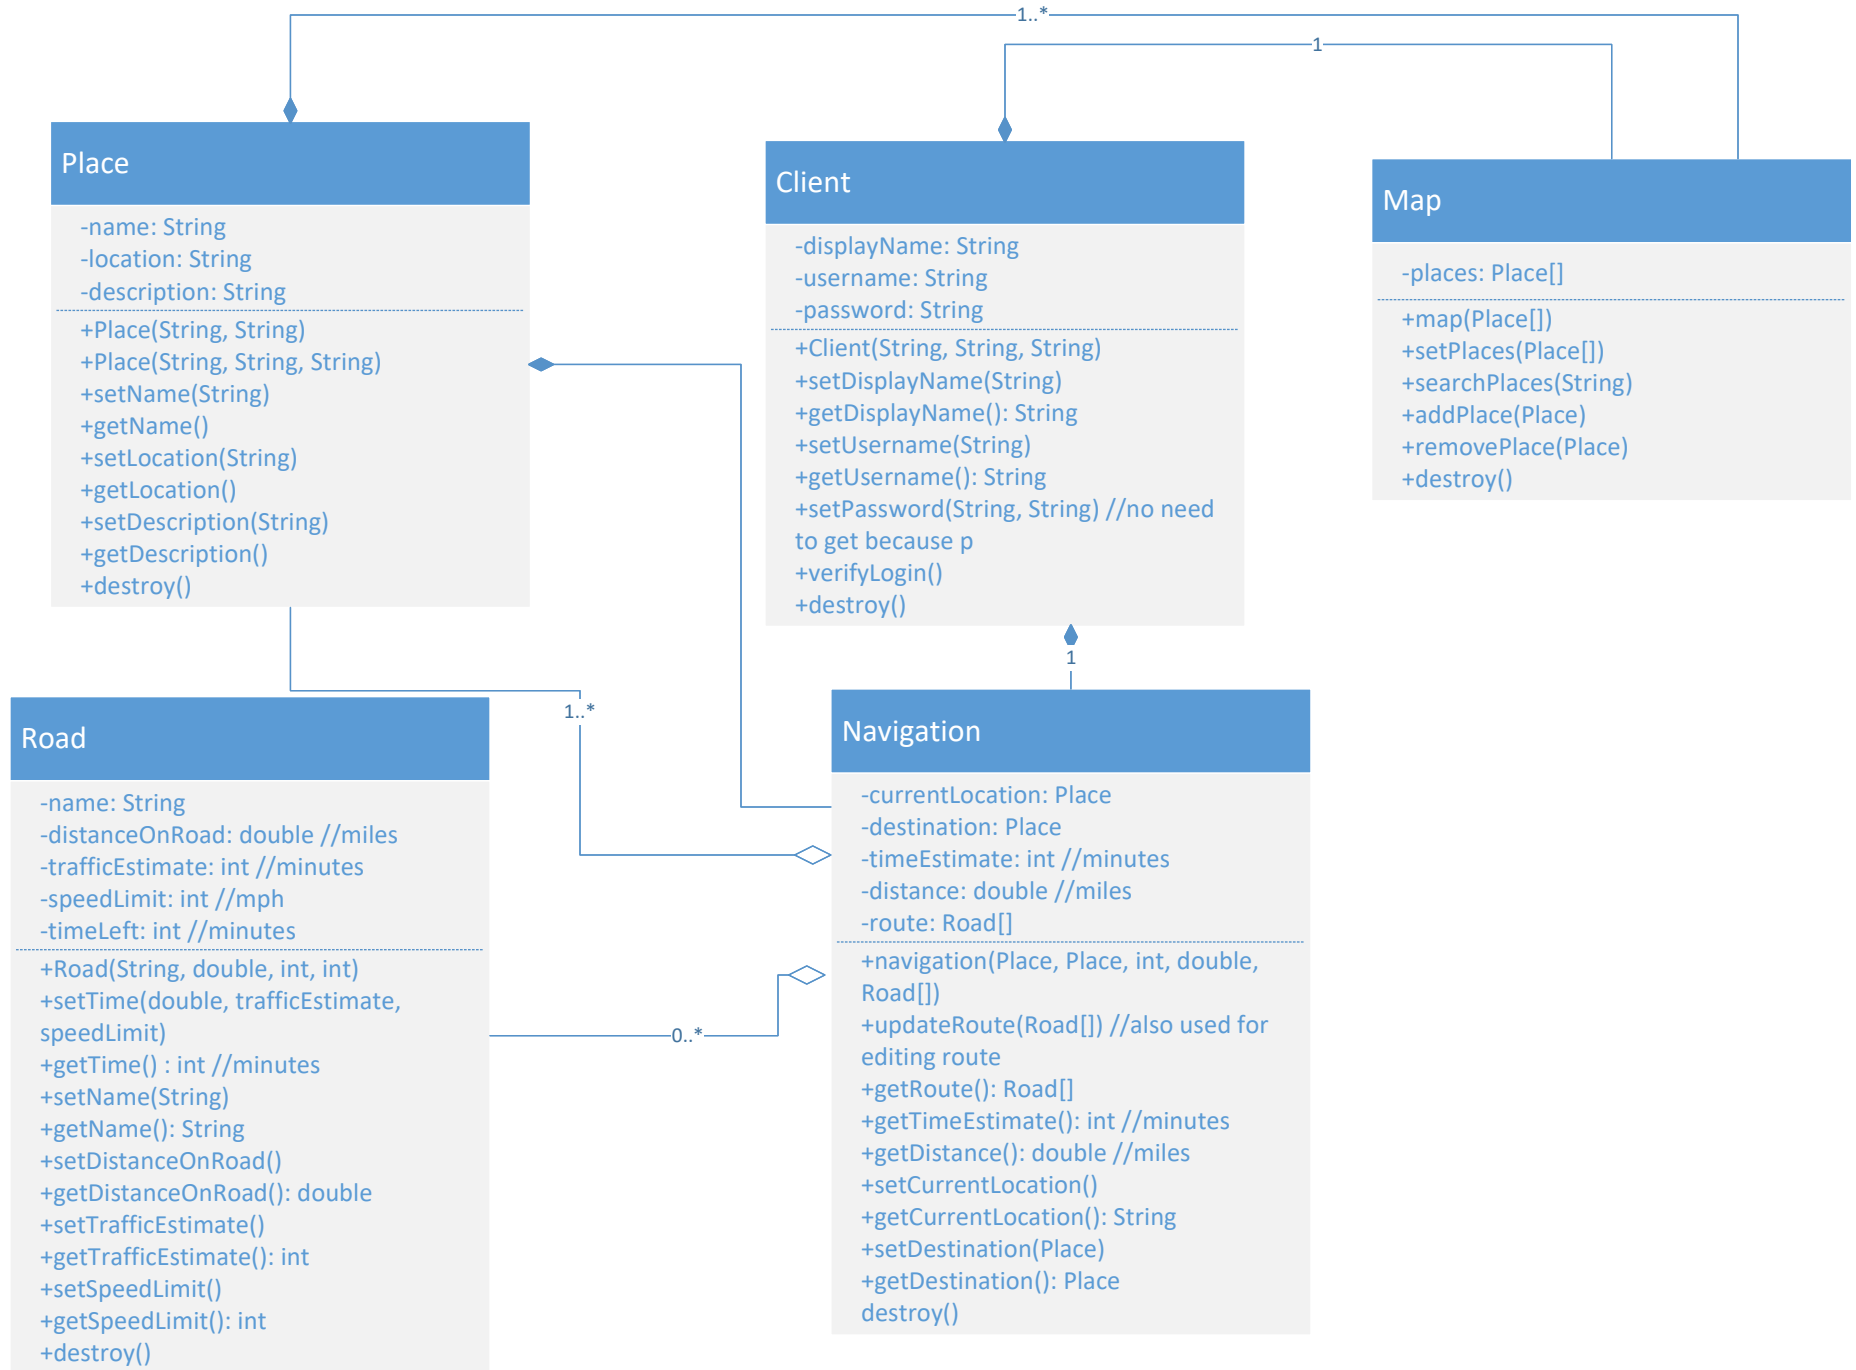 1..*
1
Place
-name: String
-location: String
-description: String
+Place(String, String)
+Place(String, String, String)
+setName(String)
+getName()
+setLocation(String)
+getLocation()
+setDescription(String)
+getDescription()
+destroy()
Client
-displayName: String
-username: String
-password: String
+Client(String, String, String)
+setDisplayName(String)
+getDisplayName(): String
+setUsername(String)
+getUsername(): String
+setPassword(String, String) //no need
to get because p
+verifyLogin()
+destroy()
Map
-places: Place[]
+map(Place[])
+setPlaces(Place[])
+searchPlaces(String)
+addPlace(Place)
+removePlace(Place)
+destroy()
1
1..*
Road
-name: String
-distanceOnRoad: double //miles
-trafficEstimate: int //minutes
-speedLimit: int //mph
-timeLeft: int //minutes
+Road(String, double, int, int)
+setTime(double, trafficEstimate,
speedLimit)
+getTime() : int //minutes
+setName(String)
+getName(): String
+setDistanceOnRoad()
+getDistanceOnRoad(): double
+setTrafficEstimate()
+getTrafficEstimate(): int
+setSpeedLimit()
+getSpeedLimit(): int
+destroy()
0..*
Navigation
-currentLocation: Place
-destination: Place
-timeEstimate: int //minutes
-distance: double //miles
-route: Road[]
+navigation(Place, Place, int, double,
Road[])
+updateRoute(Road[]) //also used for
editing route
+getRoute(): Road[]
+getTimeEstimate(): int //minutes
+getDistance(): double //miles
+setCurrentLocation()
+getCurrentLocation(): String
+setDestination(Place)
+getDestination(): Place
destroy()